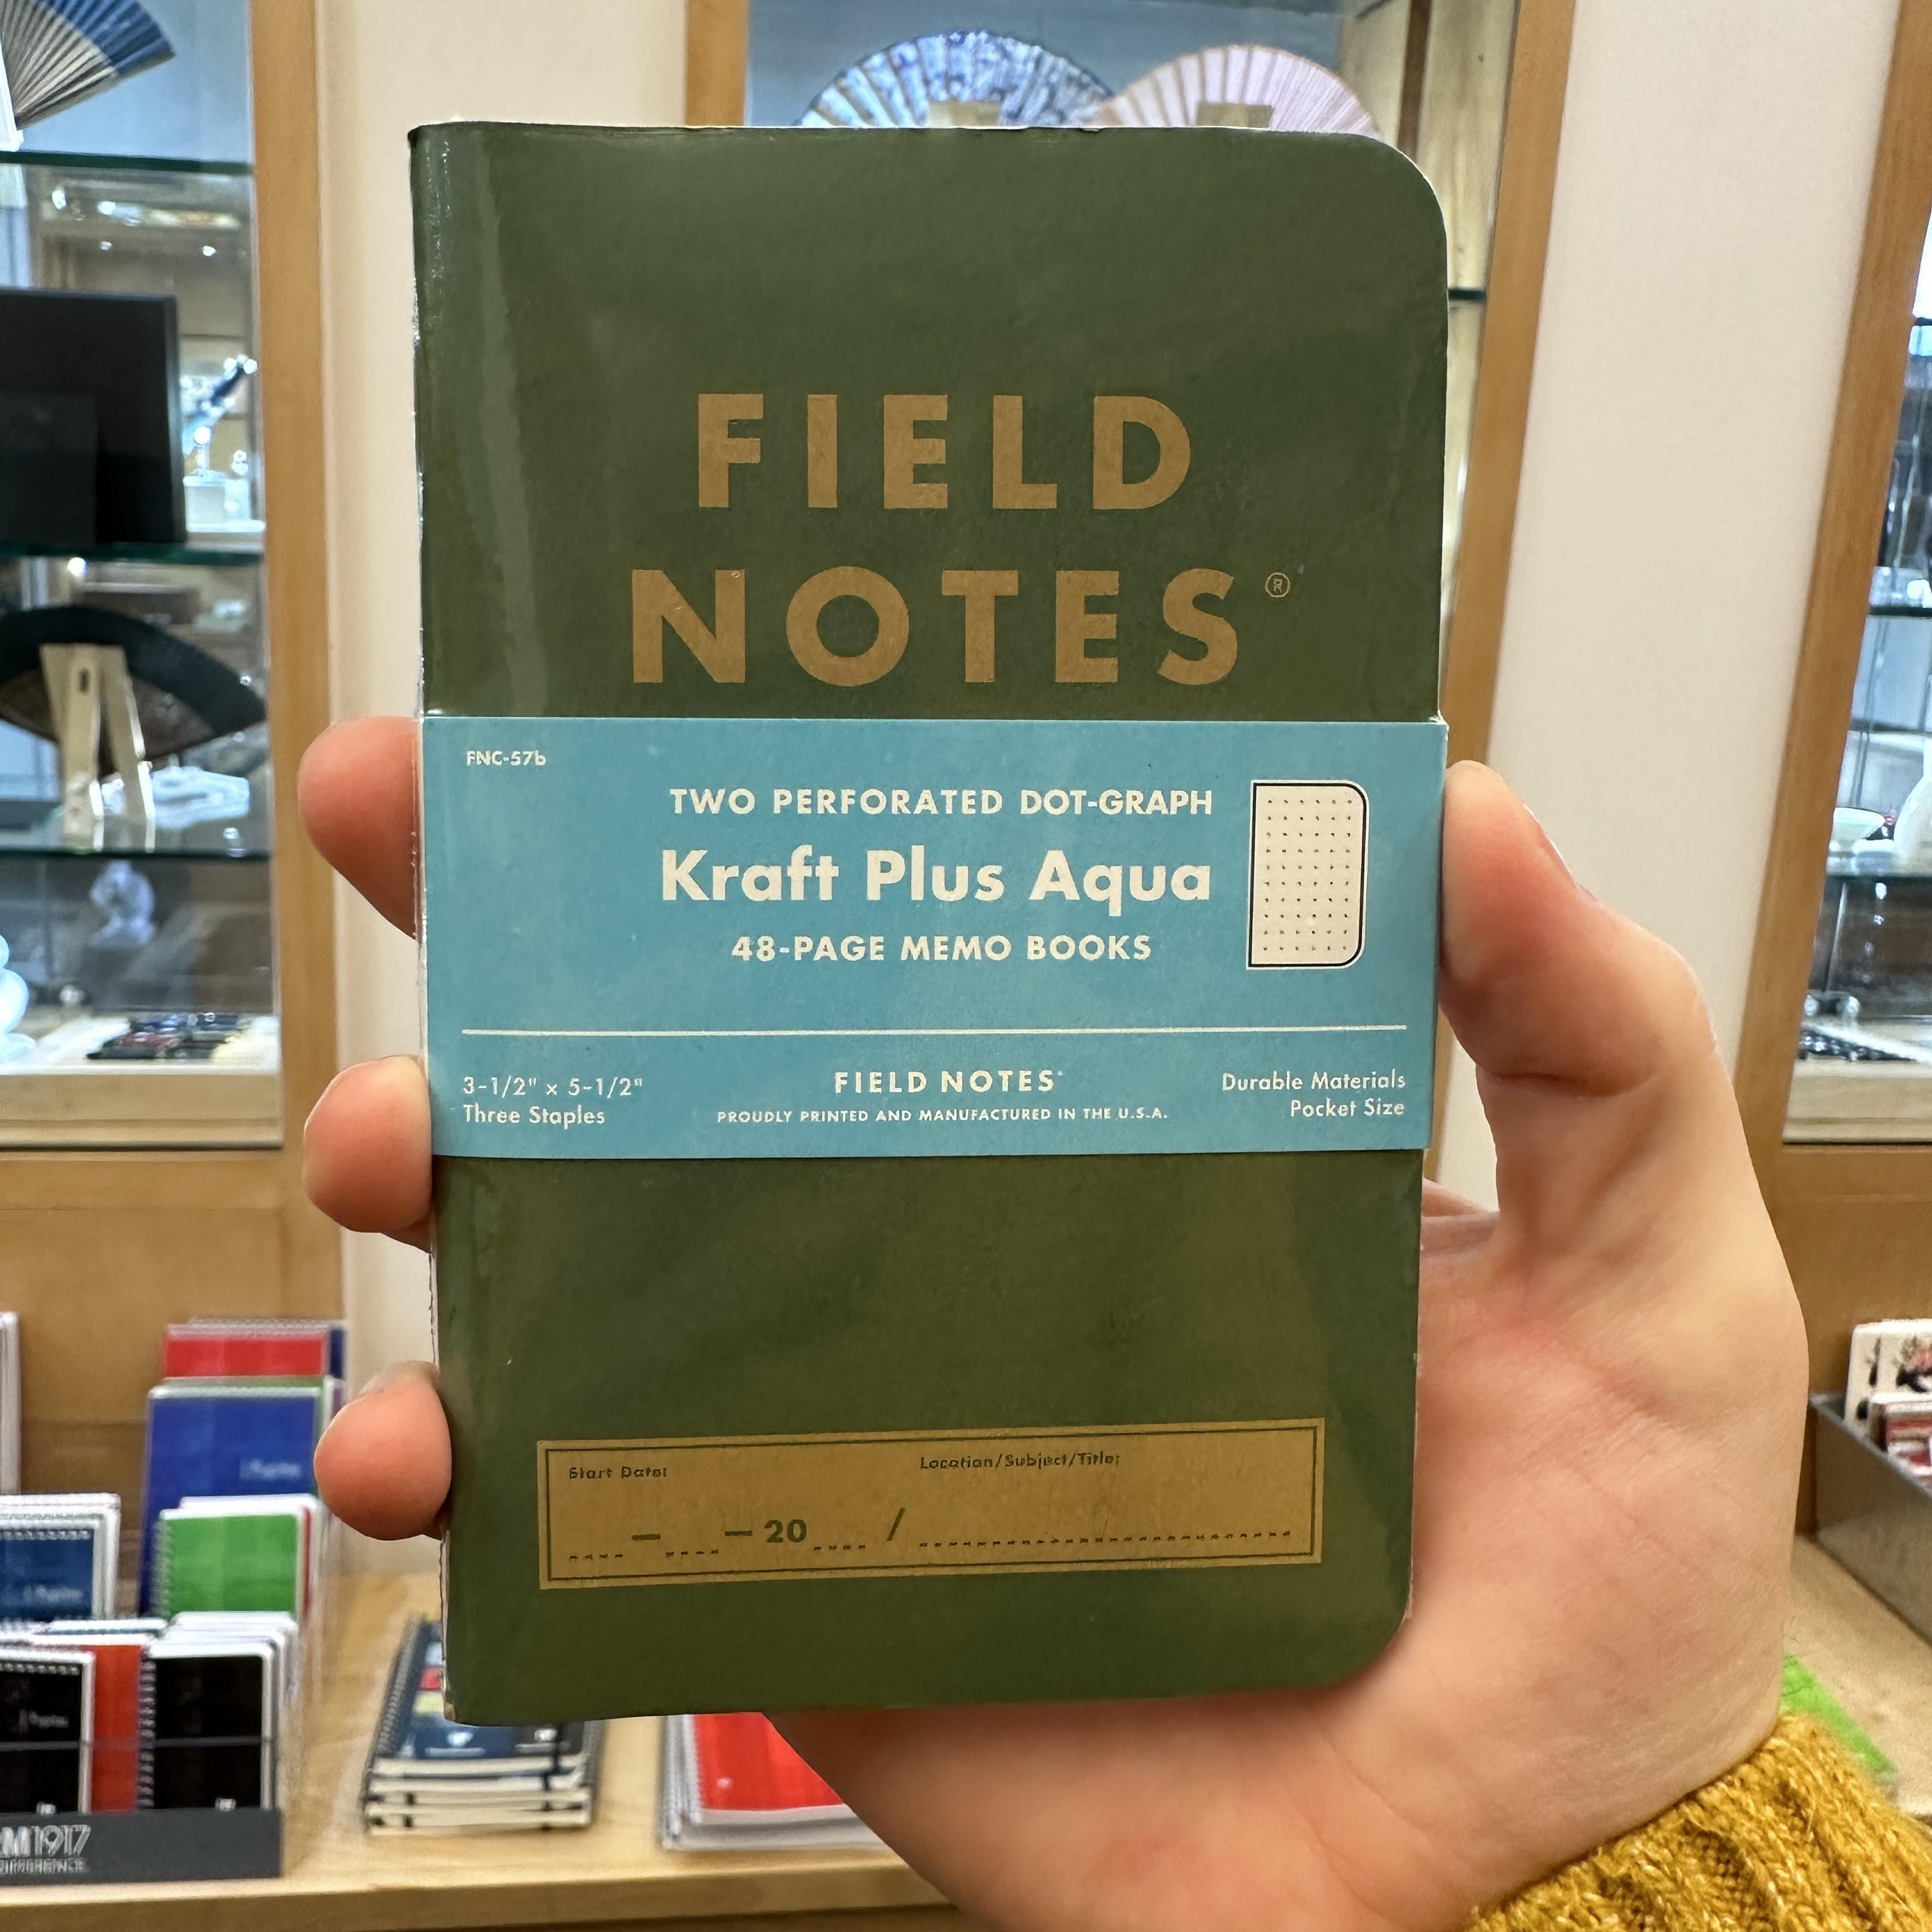 FIELD
NOTES®
FNC-57b
TWO PERFORATED DOT-GRAPH
Kraft Plus Aqua
48-PAGE MEMO BOOKS
3-1/2" × 5-1/2"
Three Staples
FIELD NOTES
PROUDLY PRINTED AND MANUFACTURED IN THE U.S.A.
Durable Materials
Pocket Size
Start Date:
Location/Subject/Title:
— — 20 /
1917